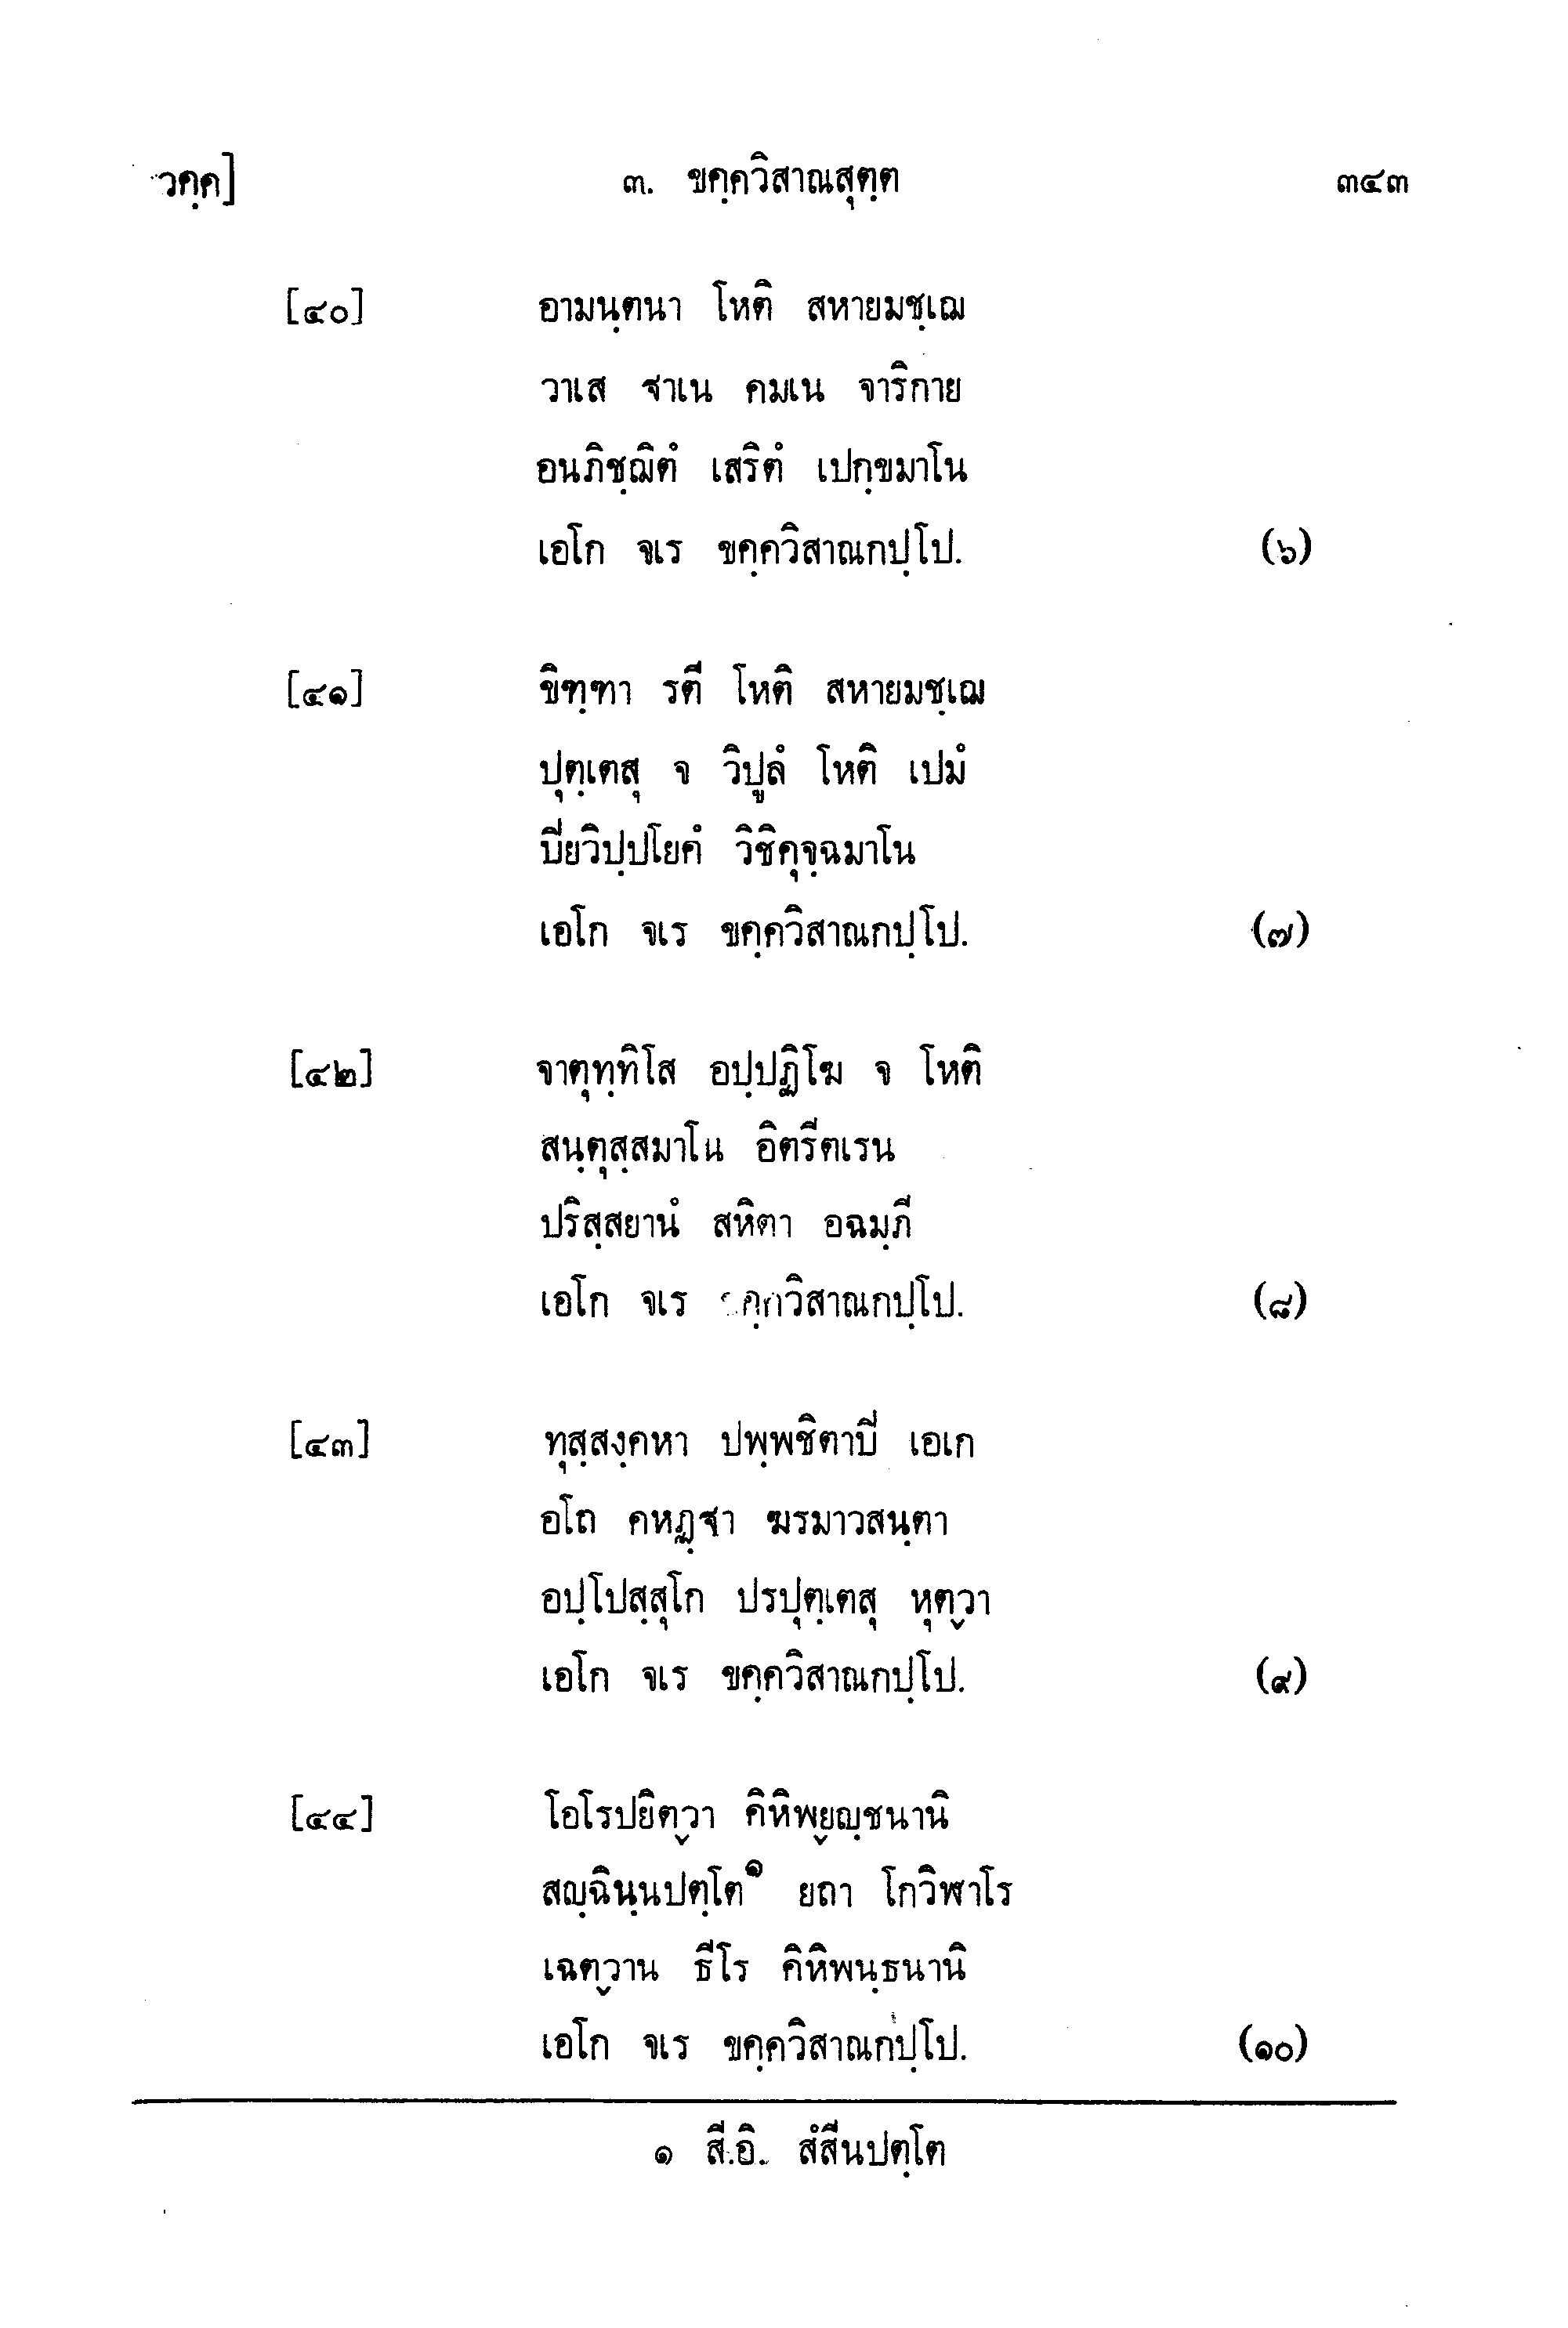 วคฺค] ๓. ขคฺควิสาณสุตฺต ๓๔๓
[๔๐] อามนฺตนา โหติ สหายมชฺเฌ
วาเส ฐาเน คมเน จาริกาย
อนภิชฺฌิตํ เสริตํ เปกฺขมาโน
เอโก จเร ขคฺควิสาณกปฺโป. (๖)
[๔๑] ขิฑฺฑา รตี โหติ สหายมชฺเฌ
ปุตฺเตสุ จ วิปูลํ โหติ เปมํ
ปิยวิปฺปโยคํ วิชิคุจฺฉมาโน
เอโก จเร ขคฺควิสาณกปฺโป. (๗)
[๔๒] จาตุทฺทิโส อปฺปฏิโฆ จ โหติ
สนฺตุสฺสมาโน อิตรีตเรน
ปริสฺสยานํ สหิตา อฉมฺภี
เอโก จเร ขคฺควิสาณกปฺโป. (๘)
[๔๓] ทุสฺสงฺคหา ปพฺพชิตาปิ เอเก
อโถ คหฏฺฐา ฆรมาวสนฺตา
อปฺโปสฺสุโก ปรปุตฺเตสุ หุตฺวา
เอโก จเร ขคฺควิสาณกปฺโป. (๙)
[๔๔] โอโรปยิตฺวา คิหิพฺยญฺชนานิ
สญฺฉินฺนปตฺโต๑ ยถา โกวิฬาโร
เฉตฺวาน ธีโร คิหิพนฺธนานิ
เอโก จเร ขคฺควิสาณกปฺโป. (๑๐)
๑ สี.อิ. สํสีนปตฺโต